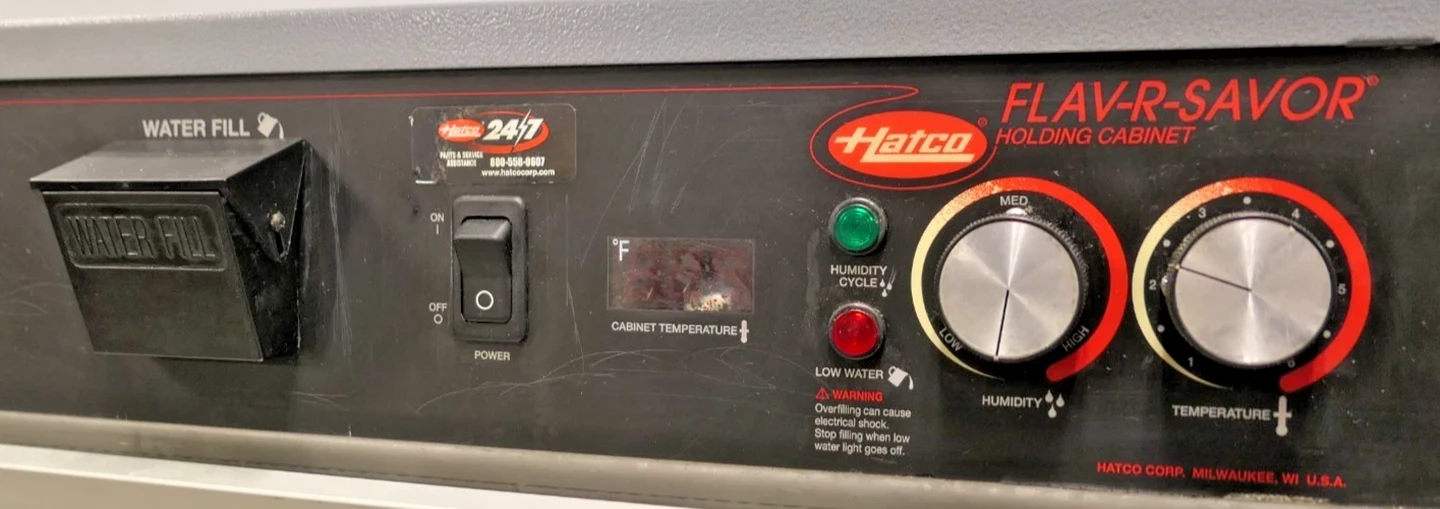 WATER FILL
WATER FILL
Hatco 24/7
PARTS & SERVICE
ASSISTANCE 800-558-0607
www.hatcocorp.com
ON
I
OFF
O
O
POWER
°F
CABINET TEMPERATURE
Hatco®
FLAV-R-SAVOR®
HOLDING CABINET
HUMIDITY
CYCLE
LOW WATER
⚠ WARNING
Overfilling can cause
electrical shock.
Stop filling when low
water light goes off.
LOW
MED
HIGH
HUMIDITY
1
2
3
4
5
6
TEMPERATURE
HATCO CORP. MILWAUKEE, WI U.S.A.